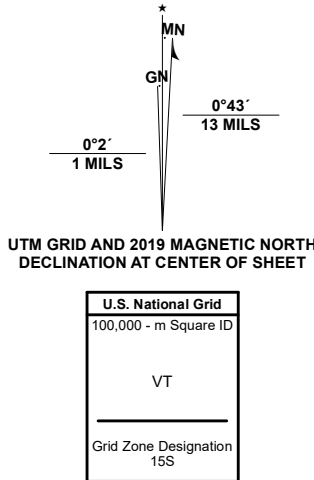 MN
GN
0°43´
13 MILS
0°2´
1 MILS
UTM GRID AND 2019 MAGNETIC NORTH
DECLINATION AT CENTER OF SHEET
U.S. National Grid
100,000 - m Square ID
VT
Grid Zone Designation
15S